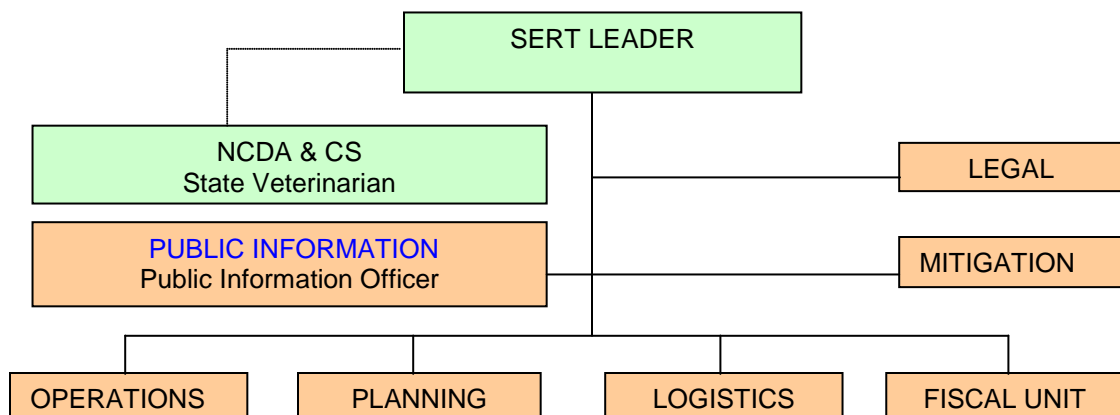 SERT LEADER
NCDA & CS
State Veterinarian
LEGAL
PUBLIC INFORMATION
Public Information Officer
MITIGATION
OPERATIONS
PLANNING
LOGISTICS
FISCAL UNIT